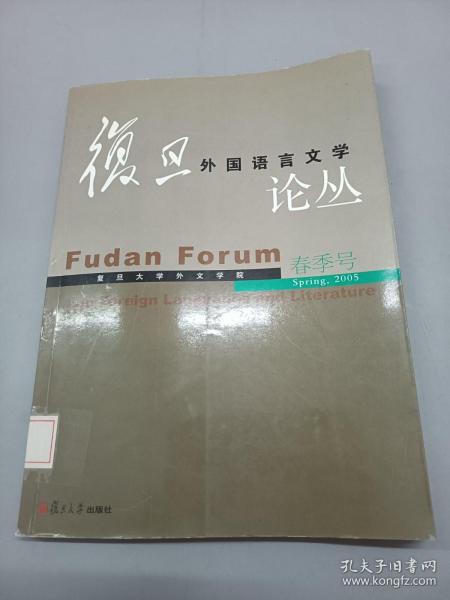 復旦外国语言文学
论丛
Fudan Forum
复旦大学外文学院
春季号
Spring, 2005
Foreign Language and Literature
复旦大学出版社
孔夫子旧书网
www.kongfz.com